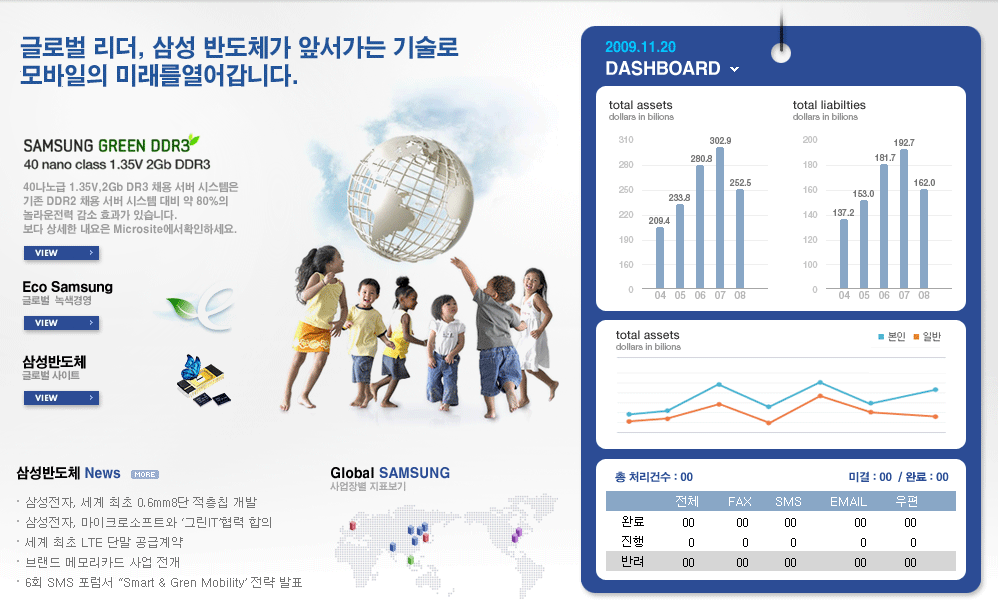 글로벌 리더, 삼성 반도체가 앞서가는 기술로
모바일의 미래를열어갑니다.
SAMSUNG GREEN DDR3
40 nano class 1.35V 2Gb DDR3
40나노급 1.35V,2Gb DR3 채용 서버 시스템은
기존 DDR2 채용 서버 시스템 대비 약 80%의
놀라운전력 감소 효과가 있습니다.
보다 상세한 내요은 Microsite에서확인하세요.
VIEW
Eco Samsung
글로벌 녹색경영
VIEW
삼성반도체
글로벌 사이트
VIEW
삼성반도체 News MORE
· 삼성전자, 세계 최초 0.6mm8단 적층칩 개발
· 삼성전자, 마이크로소프트와 '그린IT'협력 합의
· 세계 최초 LTE 단말 공급계약
· 브랜드 메모리카드 사업 전개
· 6회 SMS 포럼서 “Smart & Gren Mobility' 전략 발표
Global SAMSUNG
사업장별 지표보기
2009.11.20
DASHBOARD
total assets
dollars in bilions
310
280
250
220
190
160
0
209.4
233.8
280.8
302.9
252.5
04 05 06 07 08
total liabilties
dollars in bilions
200
180
160
140
120
100
0
137.2
153.0
181.7
192.7
162.0
04 05 06 07 08
total assets
dollars in bilions
본인 일반
총 처리건수 : 00 미결 : 00 / 완료 : 00
전체 FAX SMS EMAIL 우편
완료 00 00 00 00 00
진행 0 0 0 0 0
반려 00 00 00 00 00